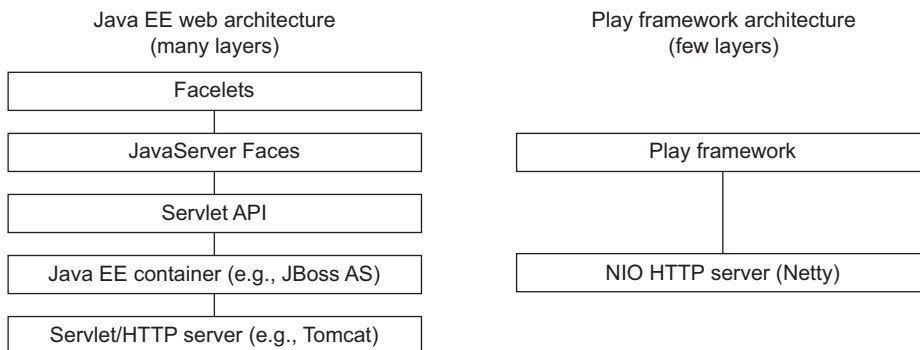 Java EE web architecture
(many layers)
Facelets
JavaServer Faces
Servlet API
Java EE container (e.g., JBoss AS)
Servlet/HTTP server (e.g., Tomcat)
Play framework architecture
(few layers)
Play framework
NIO HTTP server (Netty)